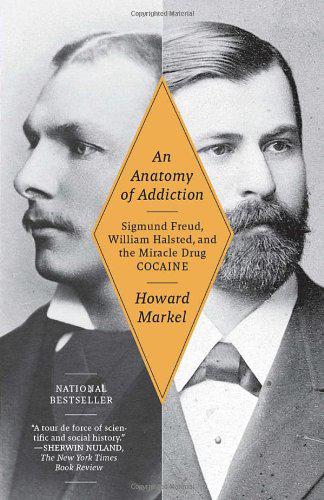 An
Anatomy
of Addiction
Sigmund Freud,
William Halsted, and
the Miracle Drug
COCAINE
Howard
Markel
NATIONAL
BESTSELLER
"A tour de force of scien-
tific and social history."
—SHERWIN NULAND,
The New York Times
Book Review